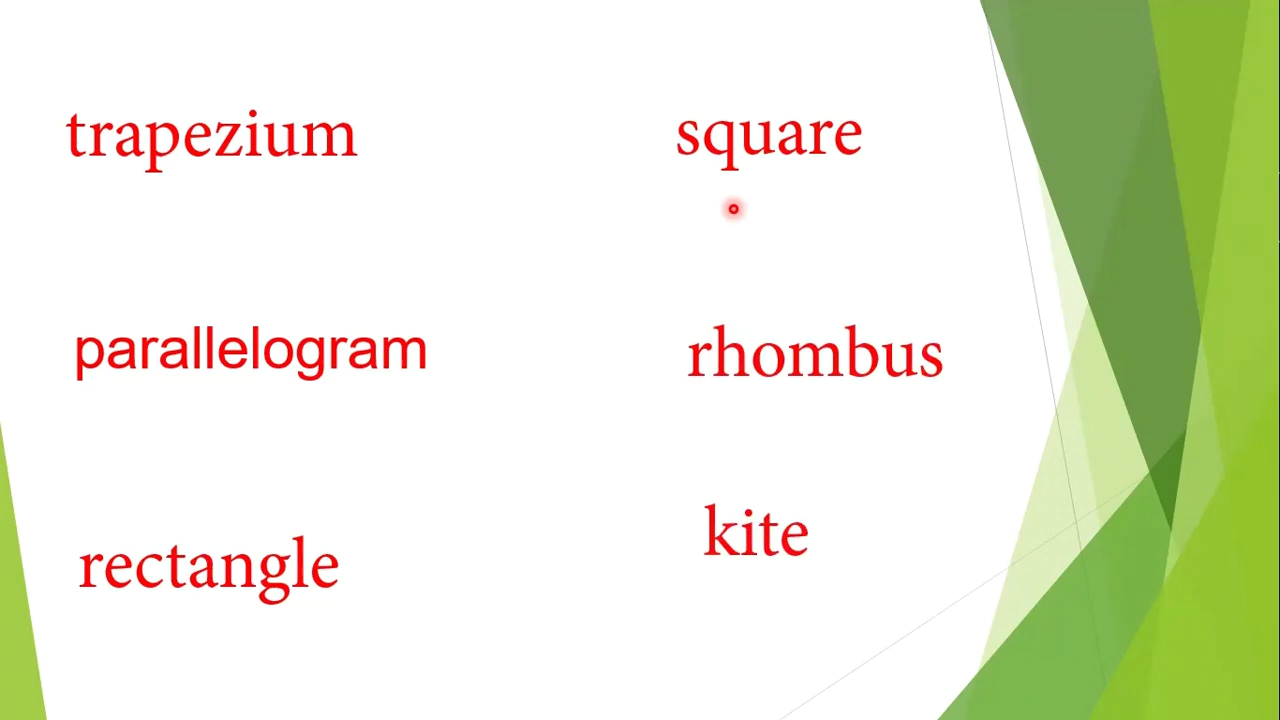 trapezium
square
parallelogram
rhombus
rectangle
kite